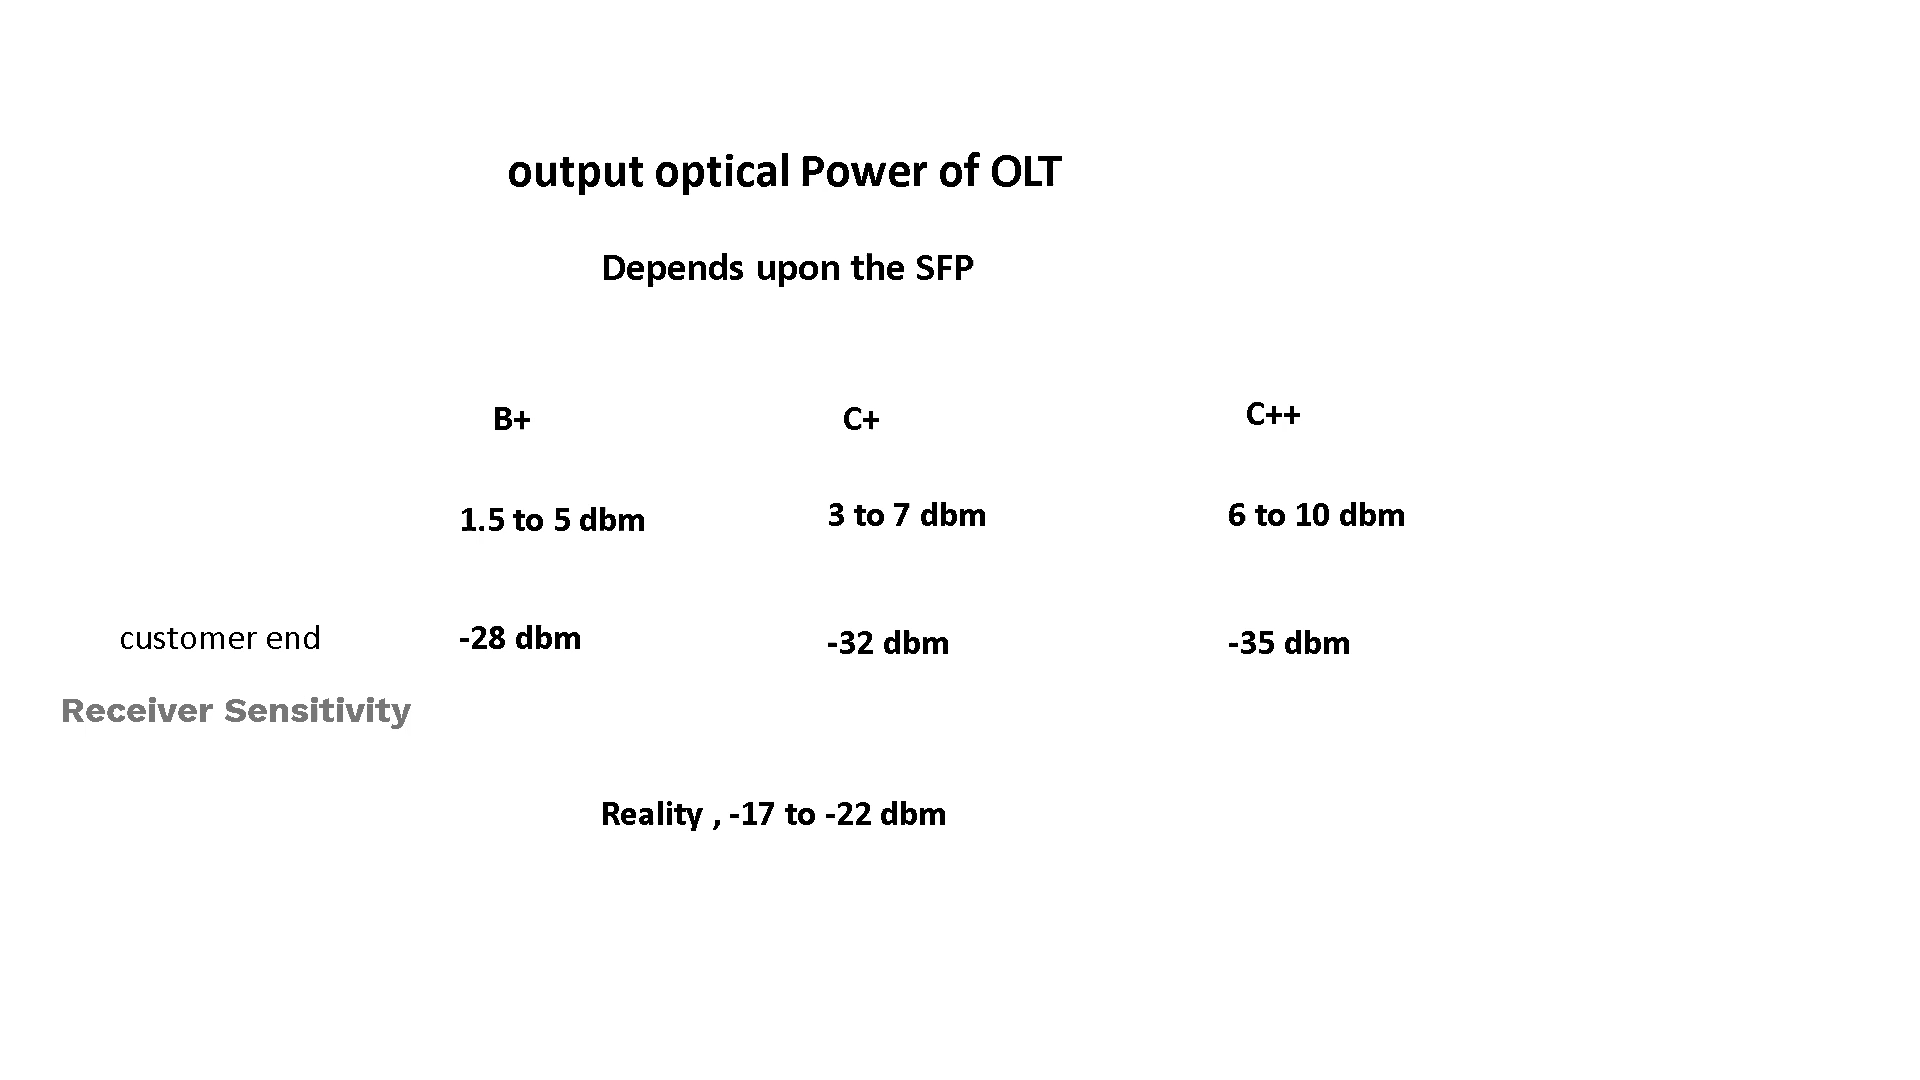 output optical Power of OLT
Depends upon the SFP
B+ C+ C++
1.5 to 5 dbm 3 to 7 dbm 6 to 10 dbm
customer end -28 dbm -32 dbm -35 dbm
Receiver Sensitivity
Reality , -17 to -22 dbm